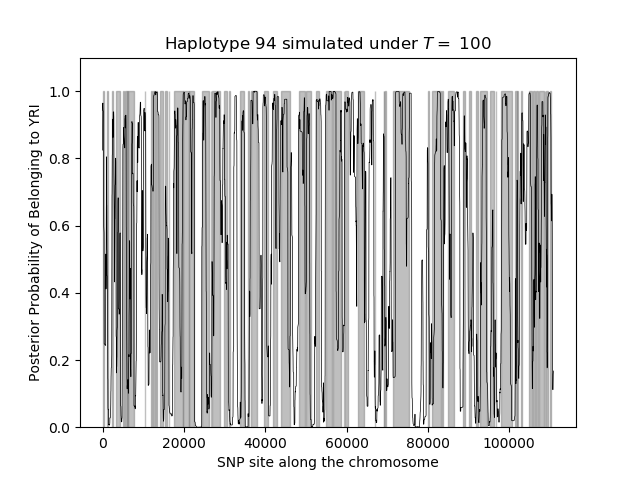 Haplotype 94 simulated under T = 100
Posterior Probability of Belonging to YRI
1.0
0.8
0.6
0.4
0.2
0.0
0 20000 40000 60000 80000 100000
SNP site along the chromosome